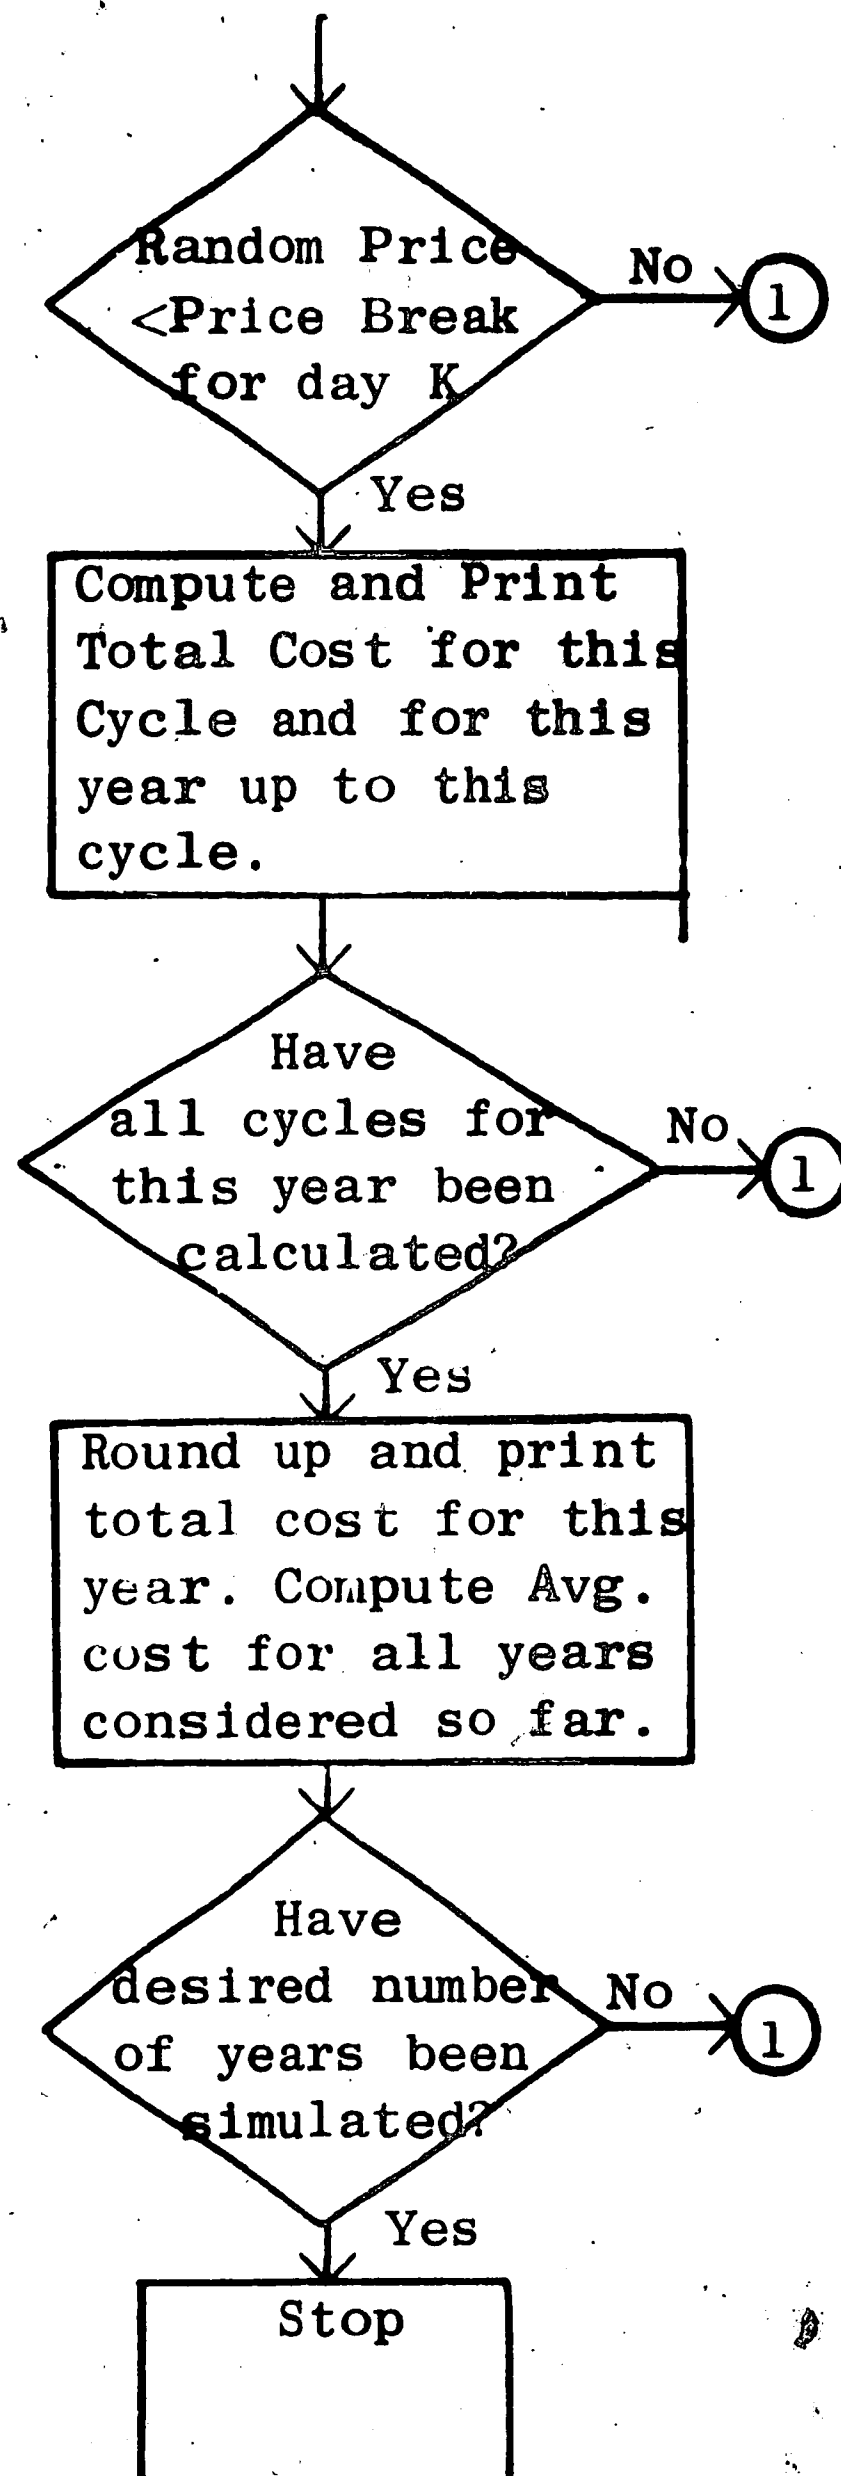 Random Price
<Price Break
for day K
No
1
Yes
Compute and Print
Total Cost for this
Cycle and for this
year up to this
cycle.
Have
all cycles for
this year been
calculated?
No
1
Yes
Round up and print
total cost for this
year. Compute Avg.
cost for all years
considered so far.
Have
desired number
of years been
simulated?
No
1
Yes
Stop